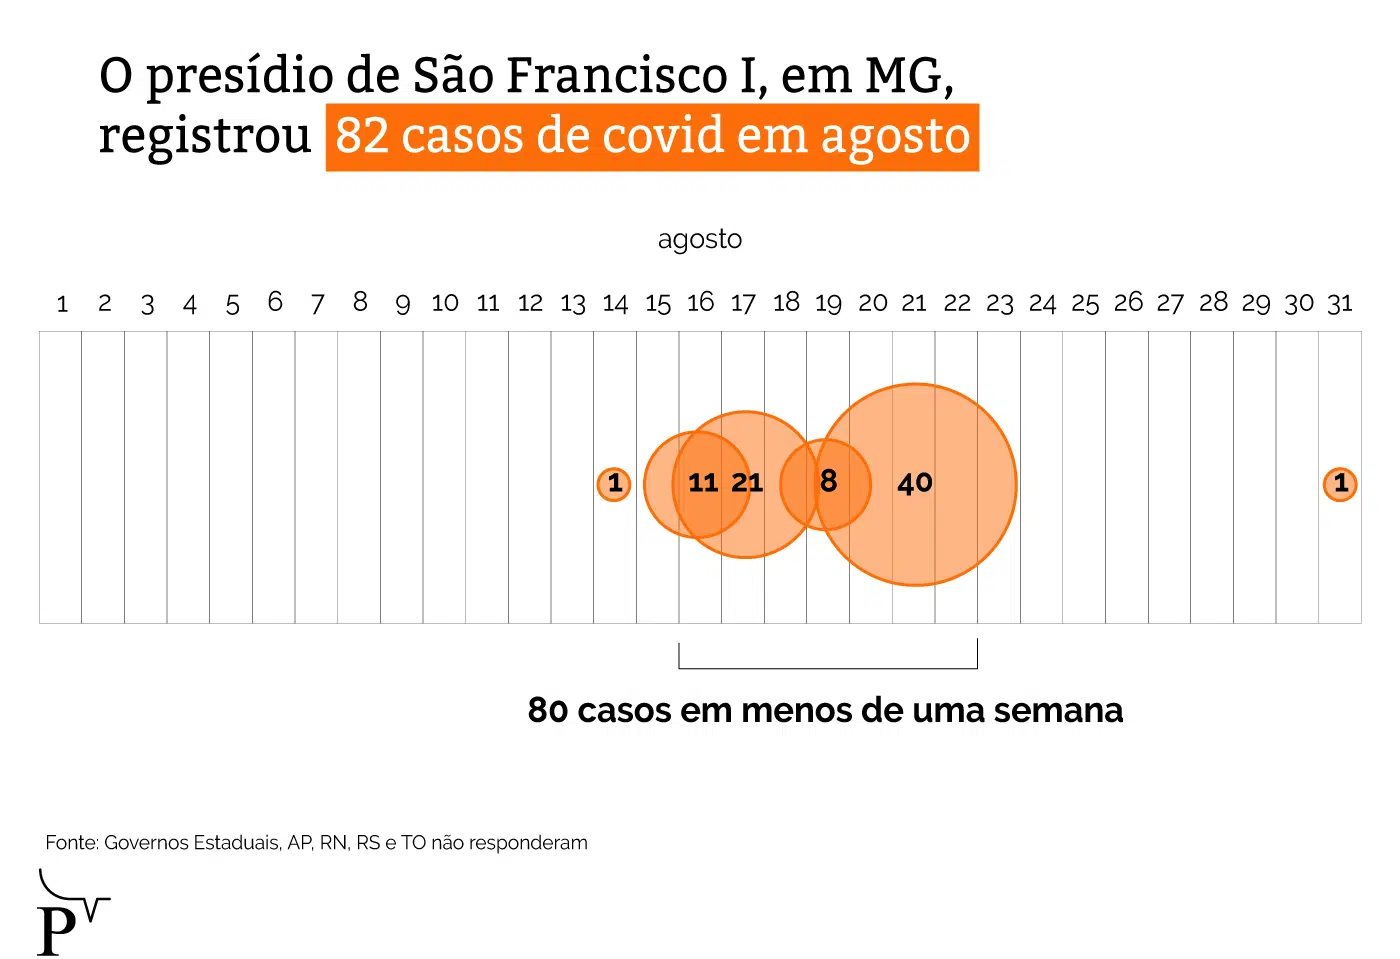 O presídio de São Francisco I, em MG,
registrou 82 casos de covid em agosto
agosto
1 2 3 4 5 6 7 8 9 10 11 12 13 14 15 16 17 18 19 20 21 22 23 24 25 26 27 28 29 30 31
1 11 21 8 40 1
80 casos em menos de uma semana
Fonte: Governos Estaduais, AP, RN, RS e TO não responderam
P